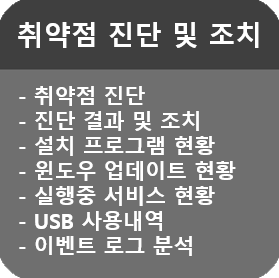 취약점 진단 및 조치
- 취약점 진단
- 진단 결과 및 조치
- 설치 프로그램 현황
- 윈도우 업데이트 현황
- 실행중 서비스 현황
- USB 사용내역
- 이벤트 로그 분석